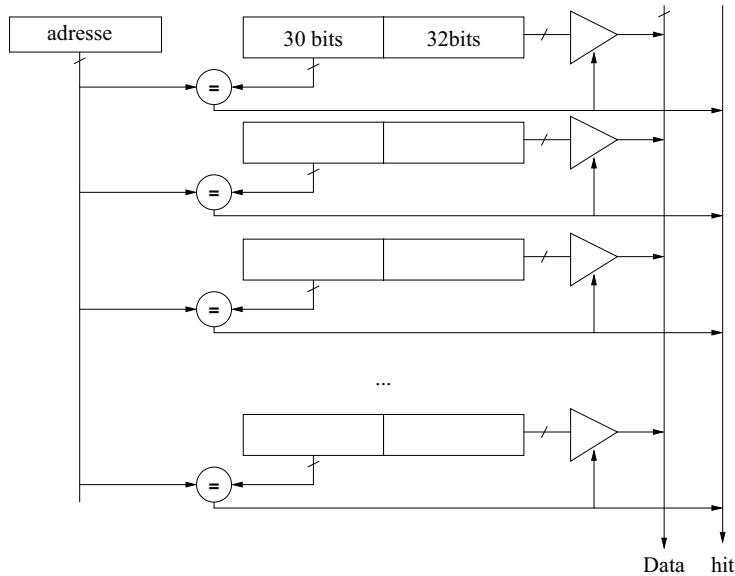 adresse
30 bits
32bits
=
=
=
...
=
Data
hit